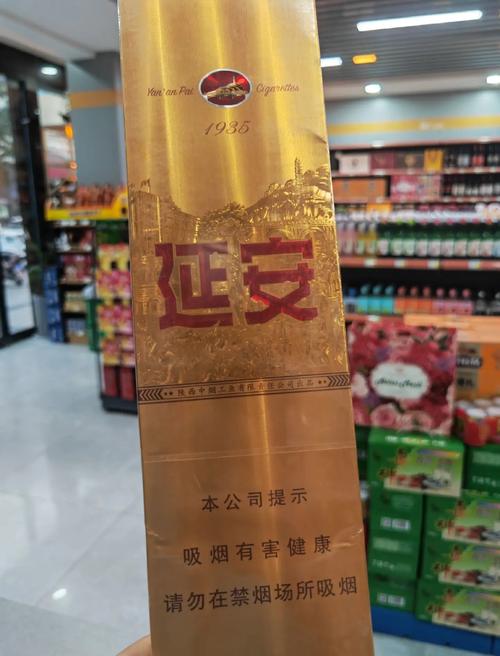 Yan'an Pai Cigarettes
1935
延安
陕西中烟工业有限责任公司出品
本公司提示
吸烟有害健康
请勿在禁烟场所吸烟